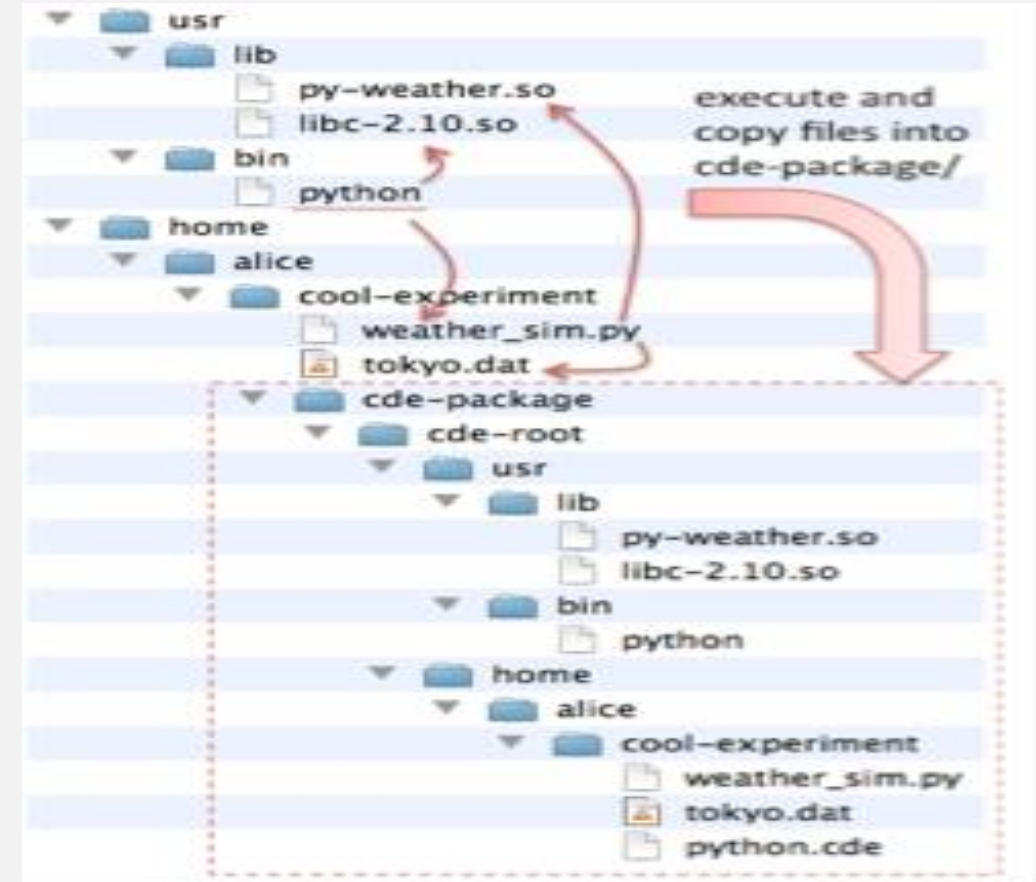 usr
lib
py-weather.so
libc-2.10.so
bin
python
home
alice
cool-experiment
weather_sim.py
tokyo.dat
execute and
copy files into
cde-package/
cde-package
cde-root
usr
lib
py-weather.so
libc-2.10.so
bin
python
home
alice
cool-experiment
weather_sim.py
tokyo.dat
python.cde